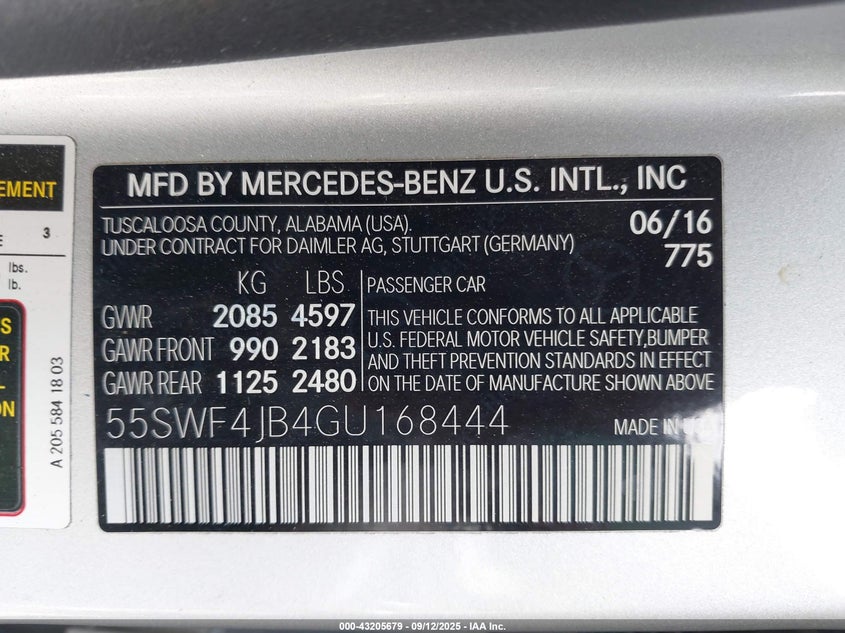 EMENT
E 3
lbs.
lb.
S
R
L
ON
A 205 584 18 03
MFD BY MERCEDES-BENZ U.S. INTL., INC
TUSCALOOSA COUNTY, ALABAMA (USA). 06/16
UNDER CONTRACT FOR DAIMLER AG, STUTTGART (GERMANY) 775
KG LBS PASSENGER CAR
GVWR 2085 4597
GAWR FRONT 990 2183
GAWR REAR 1125 2480
THIS VEHICLE CONFORMS TO ALL APPLICABLE
U.S. FEDERAL MOTOR VEHICLE SAFETY,BUMPER
AND THEFT PREVENTION STANDARDS IN EFFECT
ON THE DATE OF MANUFACTURE SHOWN ABOVE
55SWF4JB4GU168444 MADE IN
000-43205679 - 09/12/2025 - IAA Inc.